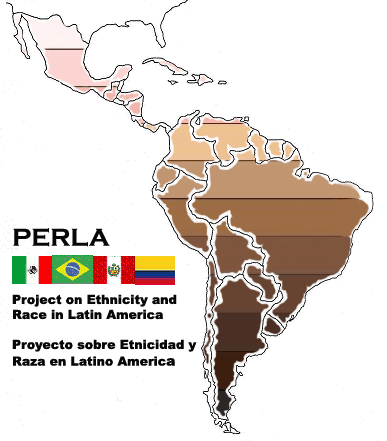 PERLA
Project on Ethnicity and
Race in Latin America
Proyecto sobre Etnicidad y
Raza en Latino America